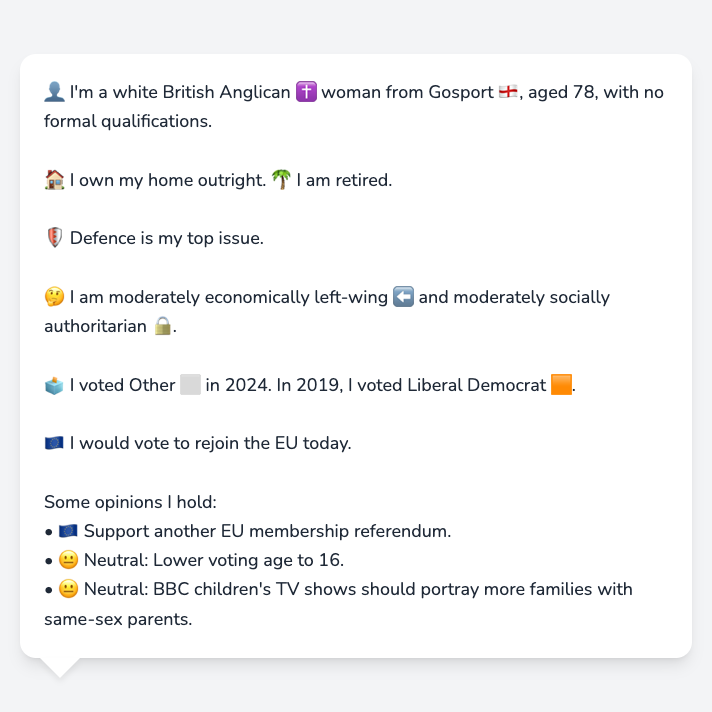 👤 I'm a white British Anglican ✝️ woman from Gosport 🏴󠁧󠁢󠁥󠁮󠁧󠁿, aged 78, with no
formal qualifications.
🏠 I own my home outright. 🌴 I am retired.
🛡️ Defence is my top issue.
🤔 I am moderately economically left-wing ⬅️ and moderately socially
authoritarian 🔒.
🗳️ I voted Other ⬜ in 2024. In 2019, I voted Liberal Democrat 🟧.
🇪🇺 I would vote to rejoin the EU today.
Some opinions I hold:
• 🇪🇺 Support another EU membership referendum.
• 😐 Neutral: Lower voting age to 16.
• 😐 Neutral: BBC children's TV shows should portray more families with
same-sex parents.